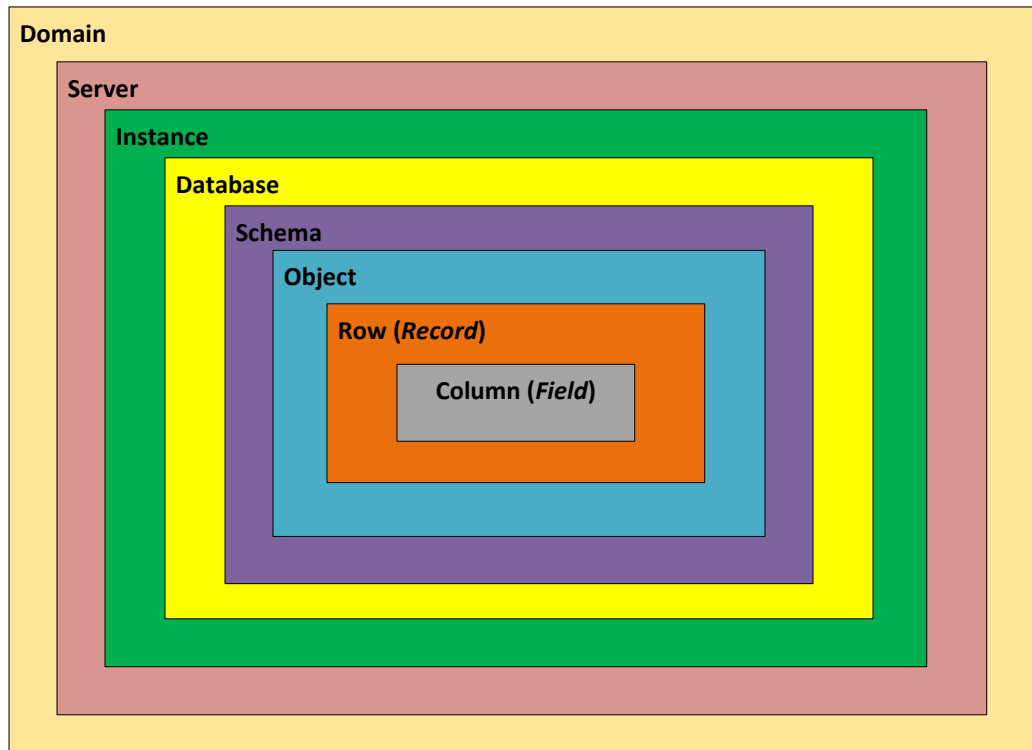 Domain
Server
Instance
Database
Schema
Object
Row (Record)
Column (Field)